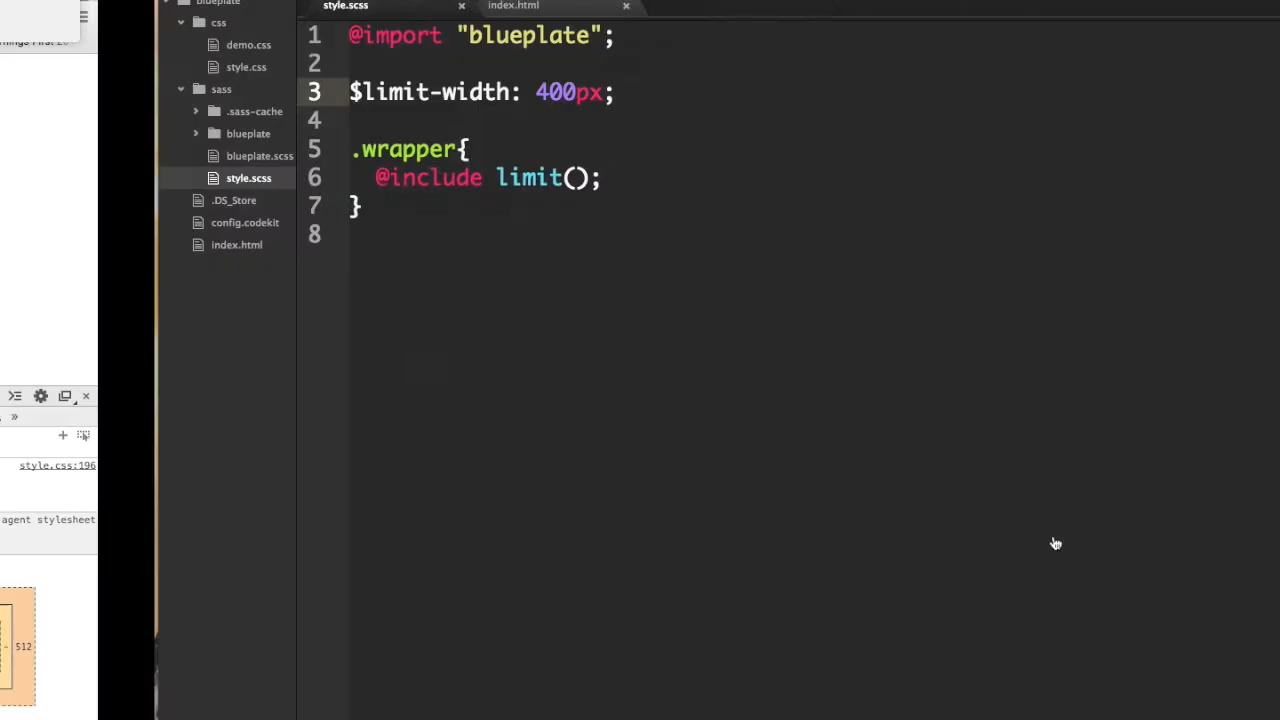 blueplate
css
demo.css
style.css
sass
.sass-cache
blueplate
blueplate.scss
style.scss
.DS_Store
config.codekit
index.html
style.scss ×
index.html ×
1 @import "blueplate";
2
3 $limit-width: 400px;
4
5 .wrapper{
6 @include limit();
7 }
8
»
+
style.css:196
agent stylesheet
- 512